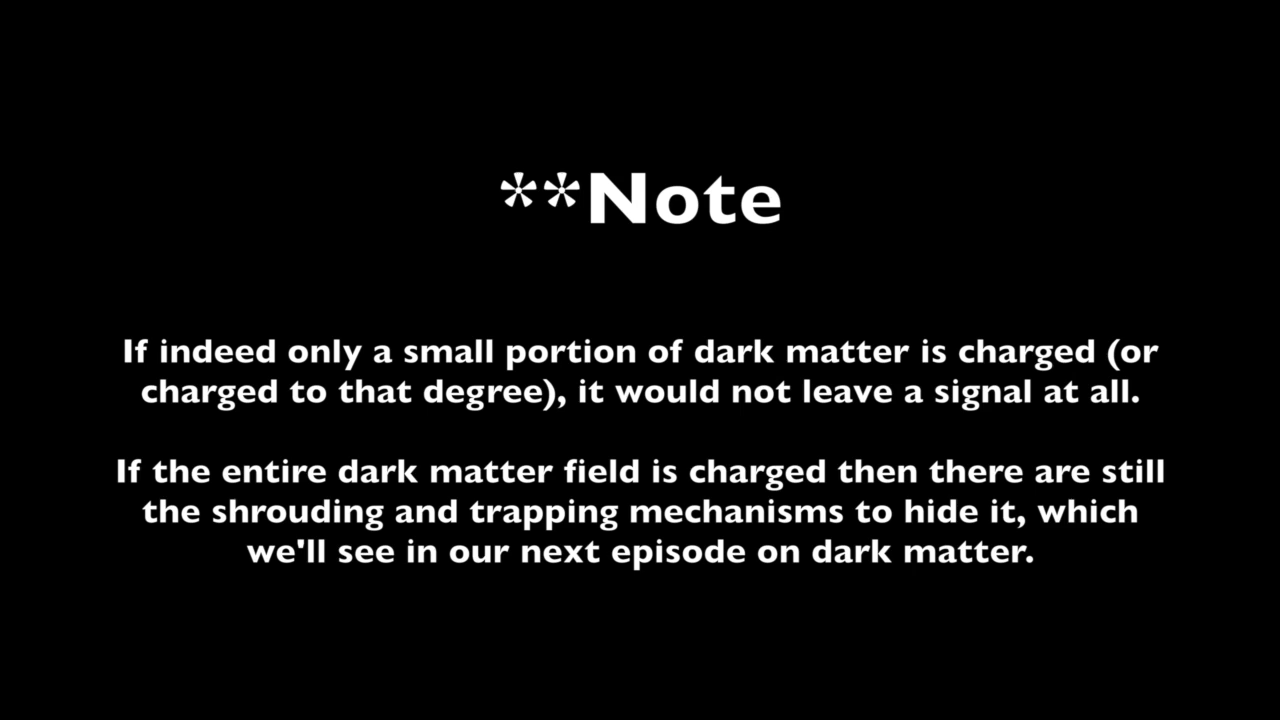 **Note
If indeed only a small portion of dark matter is charged (or
charged to that degree), it would not leave a signal at all.
If the entire dark matter field is charged then there are still
the shrouding and trapping mechanisms to hide it, which
we'll see in our next episode on dark matter.